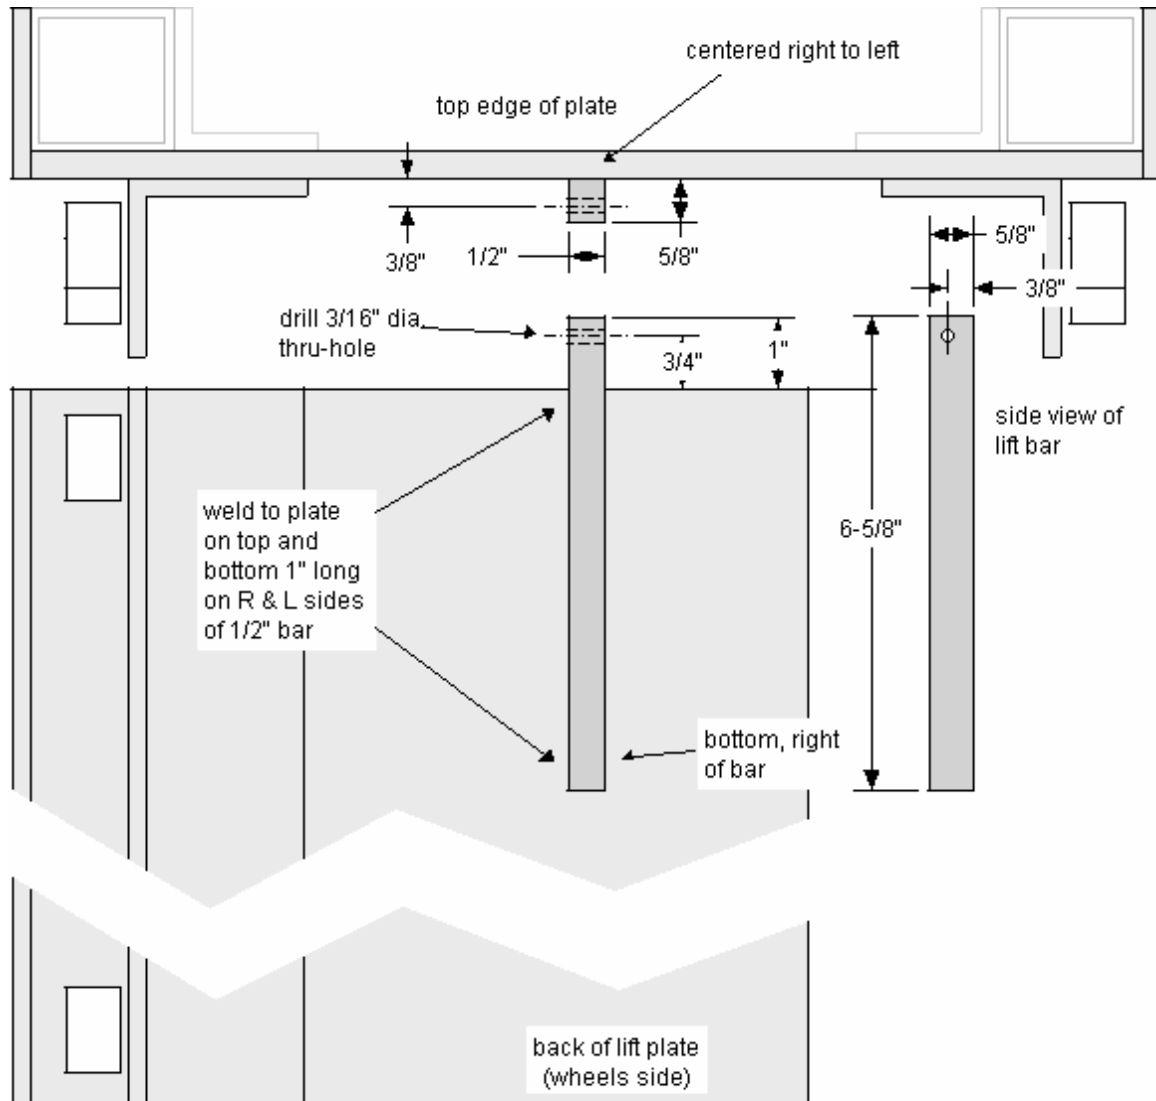 centered right to left
top edge of plate
3/8"
1/2"
5/8"
5/8"
3/8"
drill 3/16" dia
thru-hole
3/4"
1"
side view of
lift bar
weld to plate
on top and
bottom 1" long
on R & L sides
of 1/2" bar
6-5/8"
bottom, right
of bar
back of lift plate
(wheels side)